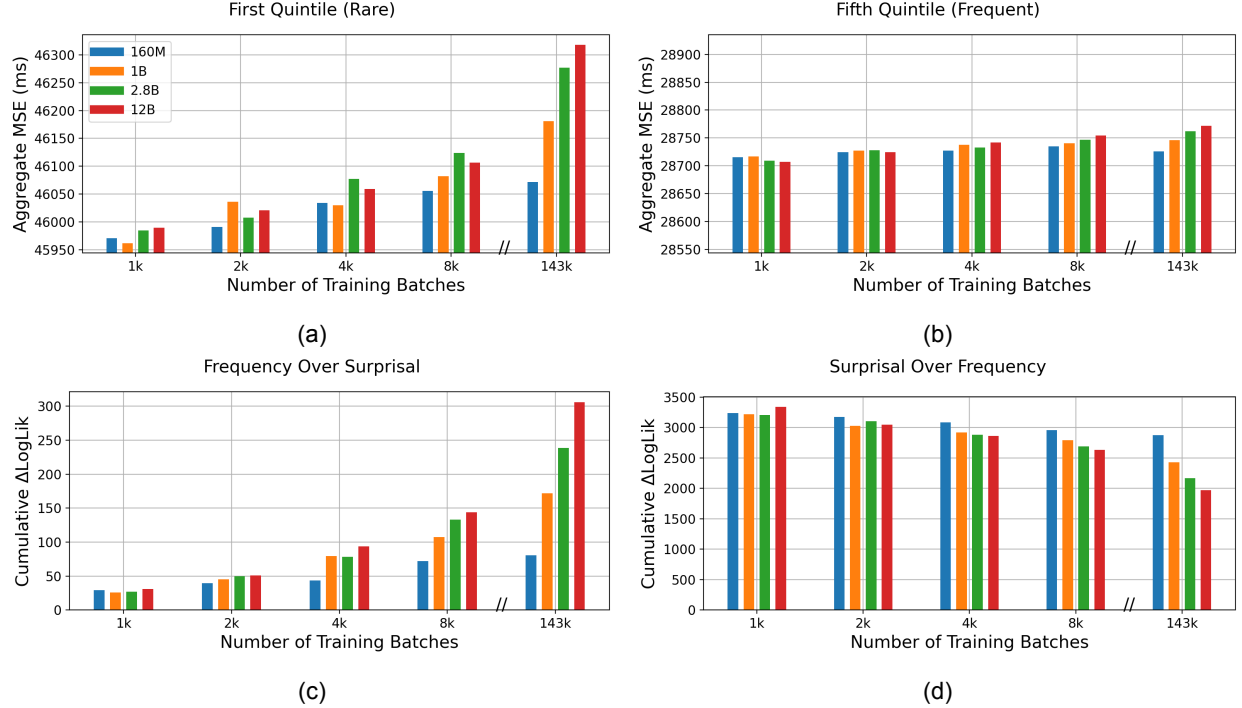 First Quintile (Rare)
Aggregate MSE (ms)
46300
46250
46200
46150
46100
46050
46000
45950
160M
1B
2.8B
12B
1k
2k
4k
8k
//
143k
Number of Training Batches
(a)
Fifth Quintile (Frequent)
Aggregate MSE (ms)
28900
28850
28800
28750
28700
28650
28600
28550
1k
2k
4k
8k
//
143k
Number of Training Batches
(b)
Frequency Over Surprisal
Cumulative ΔLogLik
300
250
200
150
100
50
0
1k
2k
4k
8k
//
143k
Number of Training Batches
(c)
Surprisal Over Frequency
Cumulative ΔLogLik
3500
3000
2500
2000
1500
1000
500
0
1k
2k
4k
8k
//
143k
Number of Training Batches
(d)